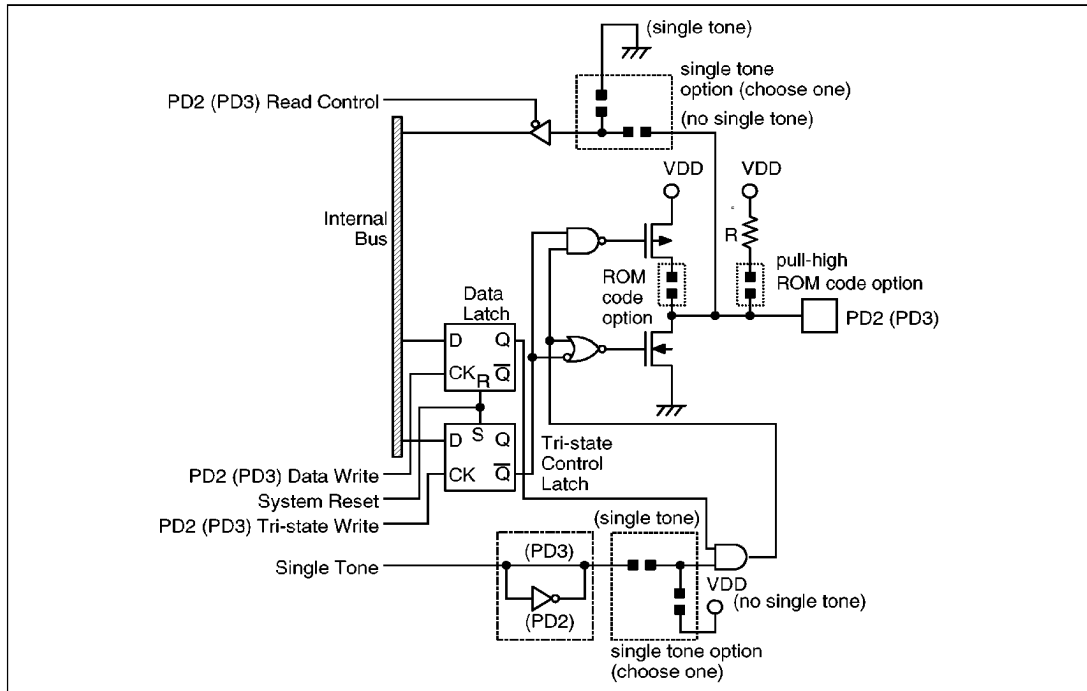 (single tone)
single tone
option (choose one)
PD2 (PD3) Read Control
(no single tone)
VDD
VDD
Internal
Bus
R
pull-high
ROM code option
ROM
code
option
Data
Latch
PD2 (PD3)
D
Q
CK
R
Q
S
D
Q
CK
Q
Tri-state
Control
Latch
PD2 (PD3) Data Write
System Reset
PD2 (PD3) Tri-state Write
(single tone)
(PD3)
Single Tone
VDD
(PD2)
(no single tone)
single tone option
(choose one)